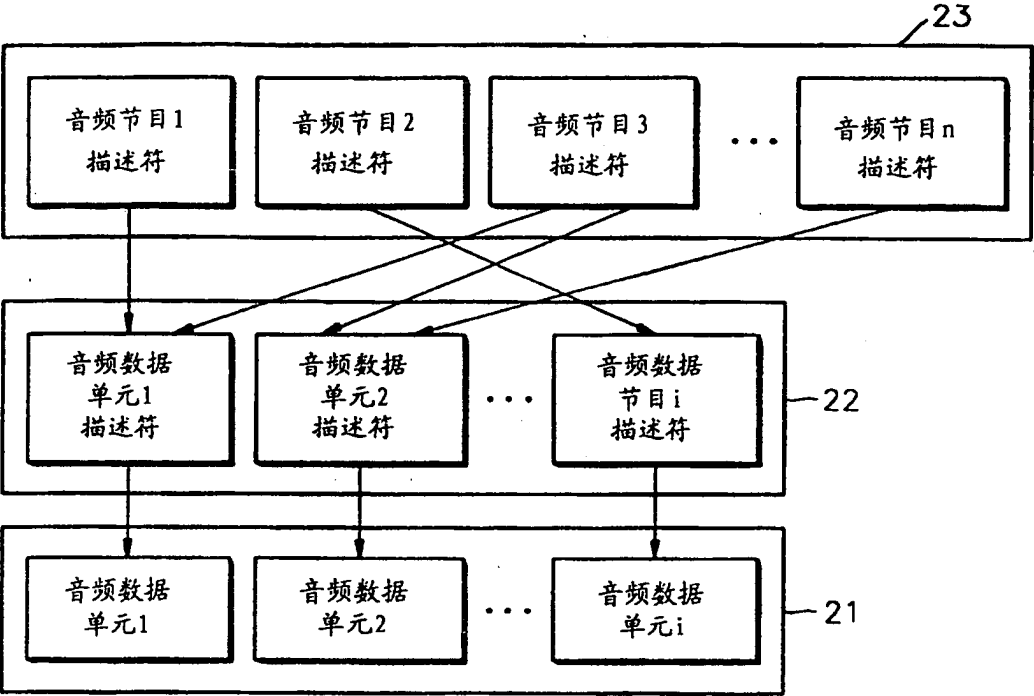 23
音频节目1
描述符
音频节目2
描述符
音频节目3
描述符
...
音频节目n
描述符
音频数据
单元1
描述符
音频数据
单元2
描述符
...
音频数据
节目i
描述符
22
音频数据
单元1
音频数据
单元2
...
音频数据
单元i
21